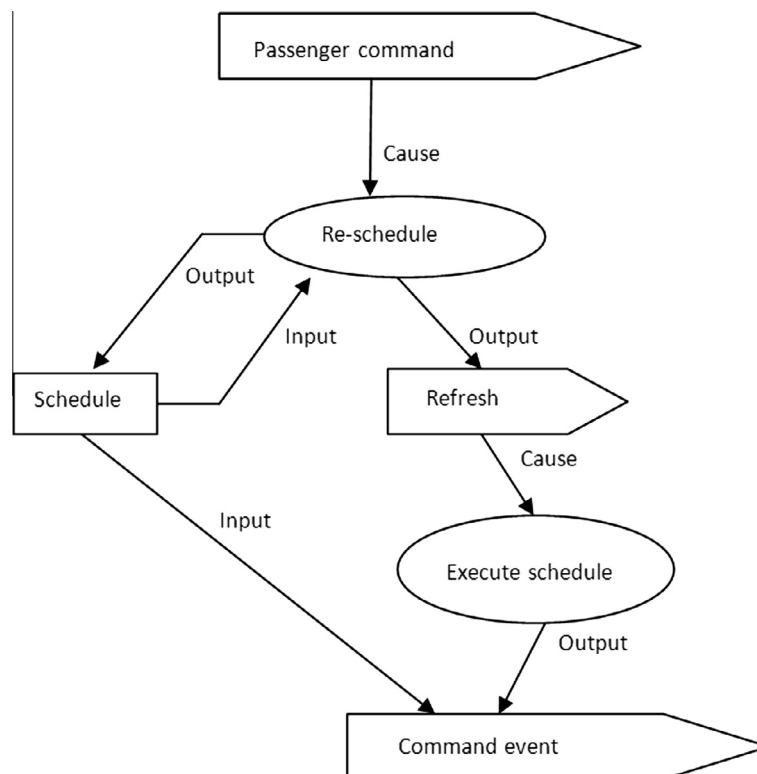 Passenger command
Cause
Re-schedule
Output
Input
Output
Schedule
Refresh
Cause
Input
Execute schedule
Output
Command event